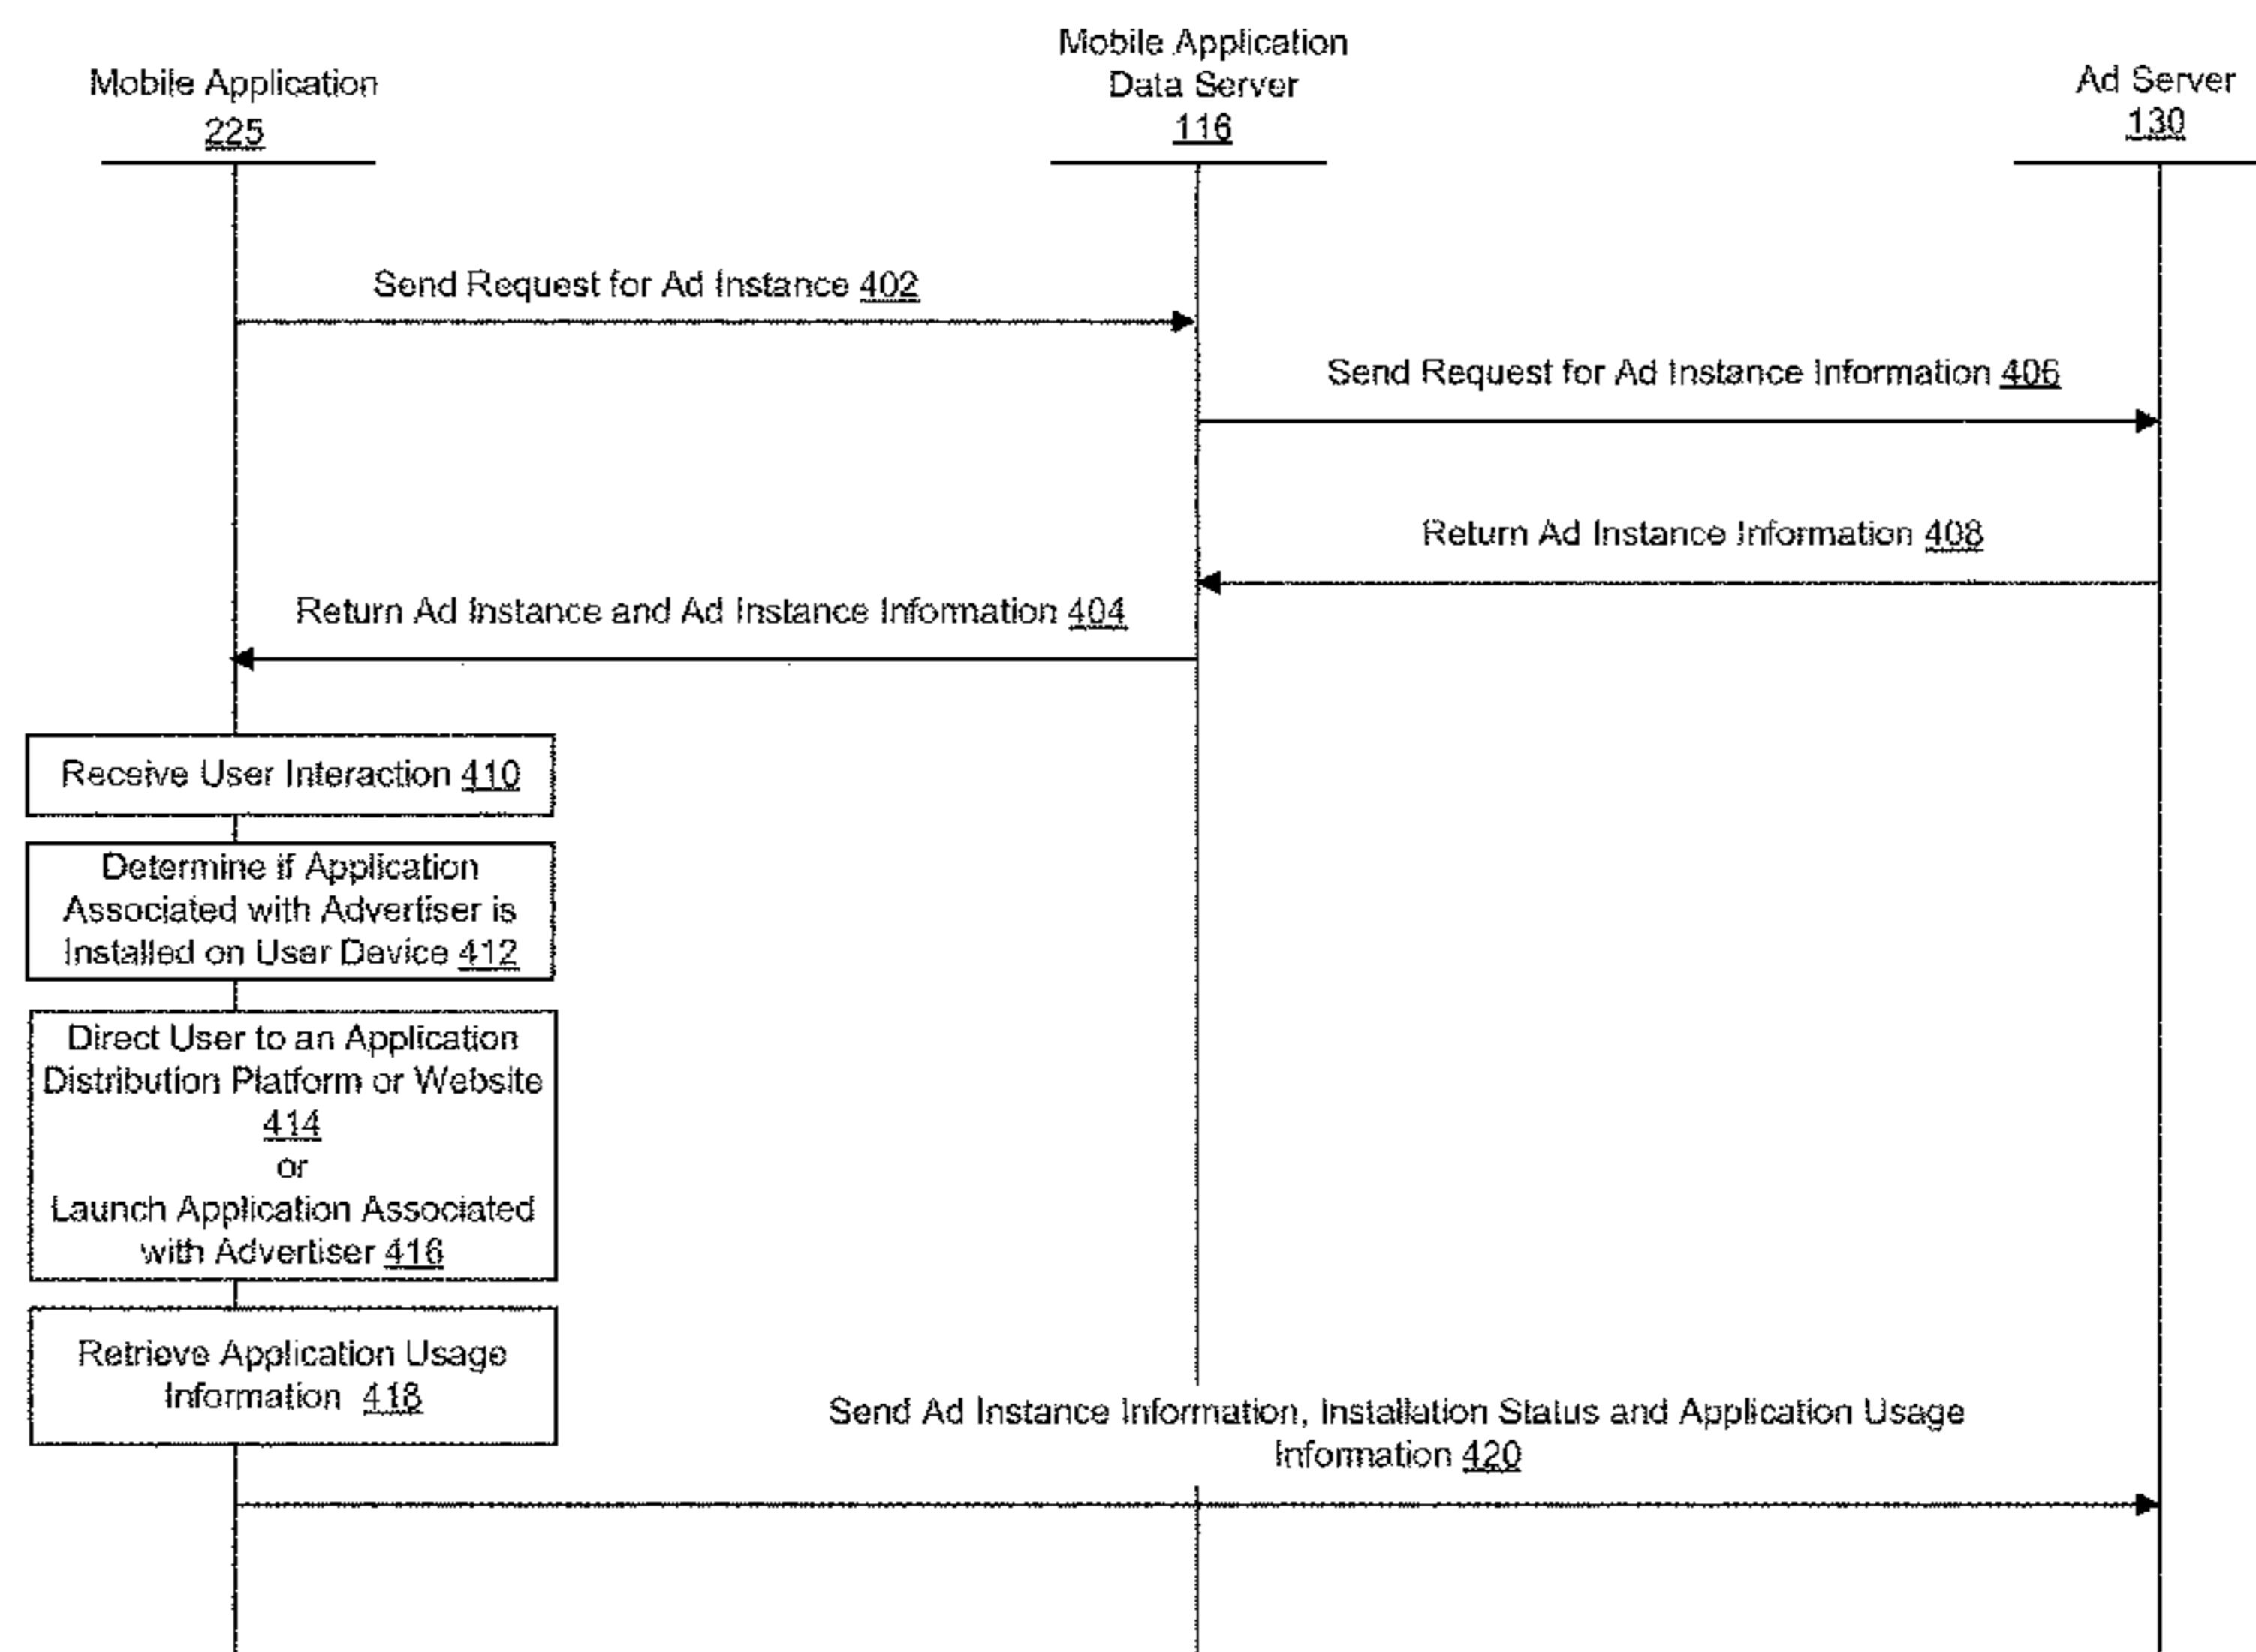 Mobile Application
225
Mobile Application
Data Server
116
Ad Server
130
Send Request for Ad Instance 402
Send Request for Ad Instance Information 406
Return Ad Instance Information 408
Return Ad Instance and Ad Instance Information 404
Receive User Interaction 410
Determine if Application
Associated with Advertiser is
Installed on User Device 412
Direct User to an Application
Distribution Platform or Website
414
or
Launch Application Associated
with Advertiser 416
Retrieve Application Usage
Information 418
Send Ad Instance Information, Installation Status and Application Usage
Information 420